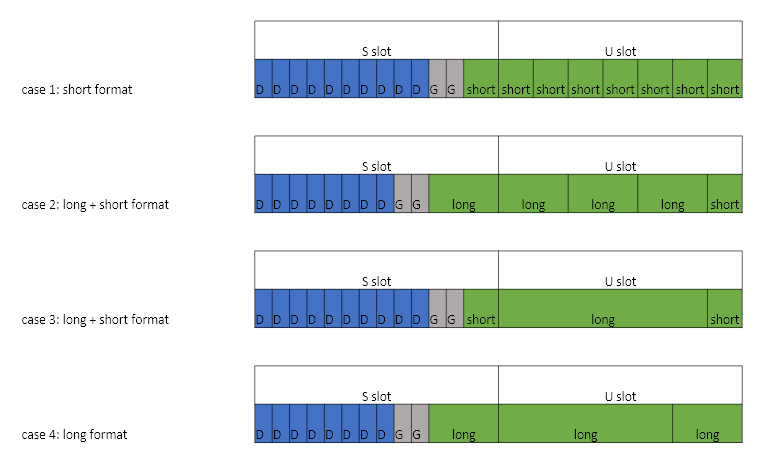 S slot U slot
case 1: short format D D D D D D D D D D G G short short short short short short short short
S slot U slot
case 2: long + short format D D D D D D D D G G long long long long short
S slot U slot
case 3: long + short format D D D D D D D D D D G G short long short
S slot U slot
case 4: long format D D D D D D D D G G long long long